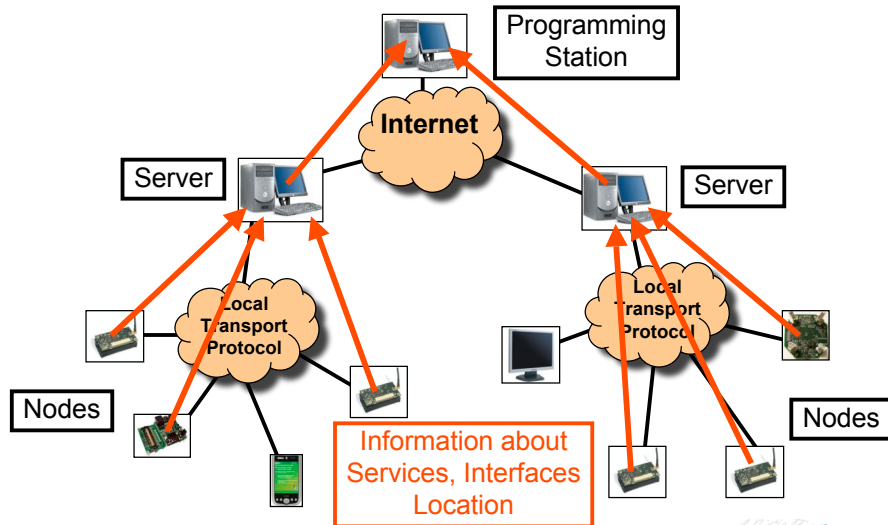 Programming
Station
Internet
Server
Server
Local
Transport
Protocol
Local
Transport
Protocol
Nodes
Nodes
Information about
Services, Interfaces
Location